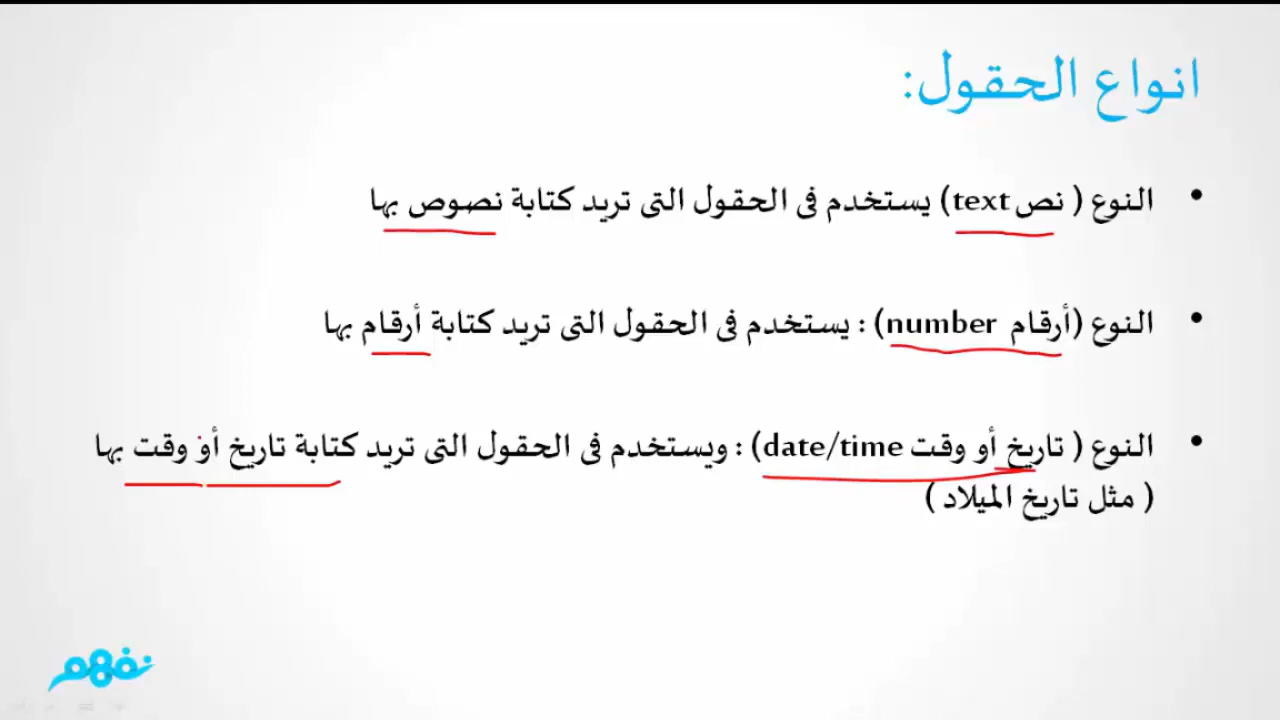 انواع الحقول:
• النوع ( نص text) يستخدم فى الحقول التى تريد كتابة نصوص بها
• النوع (أرقام number) : يستخدم فى الحقول التى تريد كتابة أرقام بها
• النوع ( تاريخ أو وقت date/time) : ويستخدم فى الحقول التى تريد كتابة تاريخ أو وقت بها
( مثل تاريخ الميلاد )
نفهم